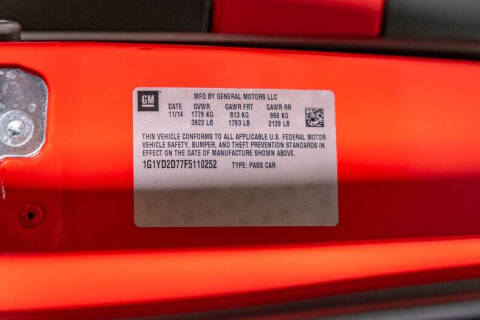 GM
MFD BY GENERAL MOTORS LLC
DATE GVWR GAWR FRT GAWR RR
11/14 1779 KG 813 KG 966 KG
3922 LB 1793 LB 2129 LB
THIS VEHICLE CONFORMS TO ALL APPLICABLE U.S. FEDERAL MOTOR
VEHICLE SAFETY, BUMPER, AND THEFT PREVENTION STANDARDS IN
EFFECT ON THE DATE OF MANUFACTURE SHOWN ABOVE.
1G1YD2D77F5110252
TYPE: PASS CAR